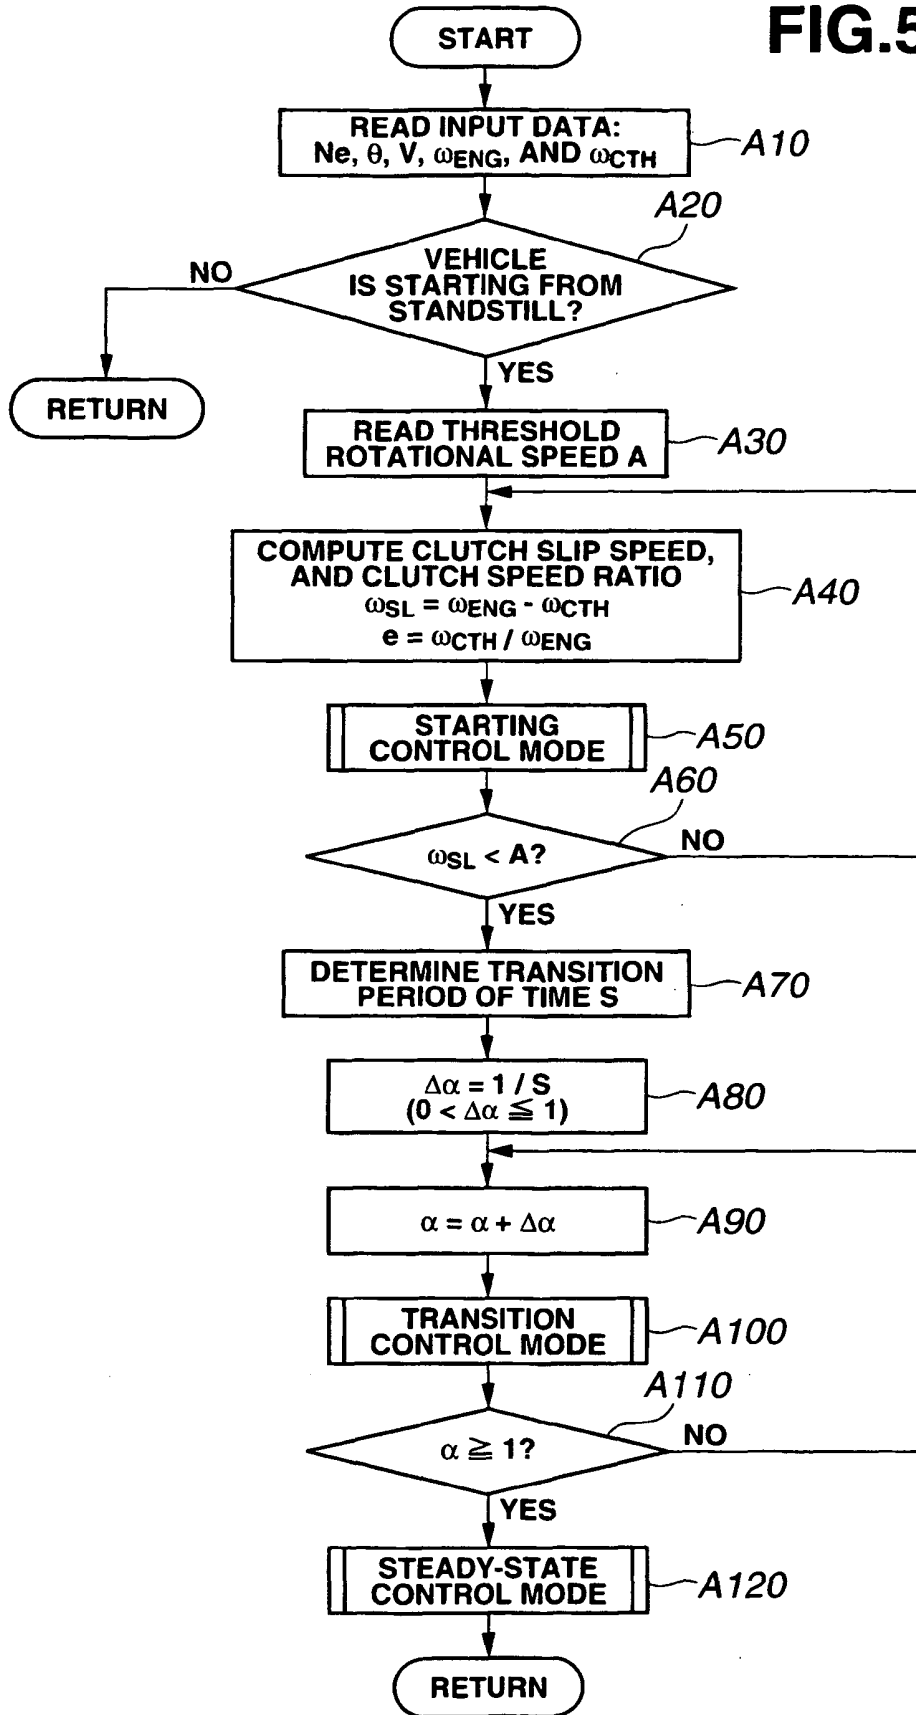 FIG.5
START
READ INPUT DATA:
Ne, θ, V, ωENG, AND ωCTH
A10
A20
VEHICLE
IS STARTING FROM
STANDSTILL?
NO
YES
RETURN
READ THRESHOLD
ROTATIONAL SPEED A
A30
COMPUTE CLUTCH SLIP SPEED,
AND CLUTCH SPEED RATIO
ωSL = ωENG - ωCTH
e = ωCTH / ωENG
A40
STARTING
CONTROL MODE
A50
A60
ωSL < A?
NO
YES
DETERMINE TRANSITION
PERIOD OF TIME S
A70
Δα = 1 / S
(0 < Δα ≦ 1)
A80
α = α + Δα
A90
TRANSITION
CONTROL MODE
A100
A110
α ≧ 1?
NO
YES
STEADY-STATE
CONTROL MODE
A120
RETURN